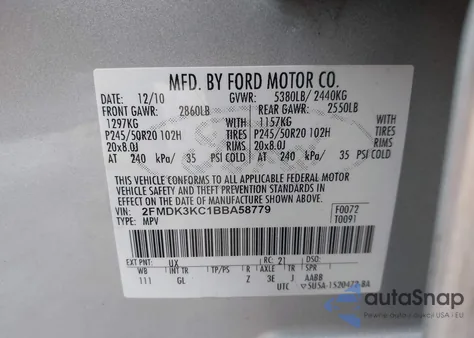 MFD. BY FORD MOTOR CO.
DATE: 12/10 GVWR: 5380LB/ 2440KG
FRONT GAWR: 2860LB REAR GAWR: 2550LB
1297KG 1157KG
P245/50R20 102H TIRES P245/50R20 102H TIRES
20x8.0J RIMS 20x8.0J RIMS
AT 240 kPa/ 35 PSI COLD AT 240 kPa/ 35 PSI COLD
THIS VEHICLE CONFORMS TO ALL APPLICABLE FEDERAL MOTOR
VEHICLE SAFETY AND THEFT PREVENTION STANDARDS IN
EFFECT ON THE DATE OF MANUFACTURE SHOWN ABOVE.
VIN: 2FMDK3KC1BBA58779 F0072
TYPE: MPV T0091
EXT PNT: UX RC: 21 DSO:
WB INT TR TP/PS R AXLE TR SPR
111 GL Z 3E J AABB
UTC
autoSnap
Pewnie autem z USA i EU